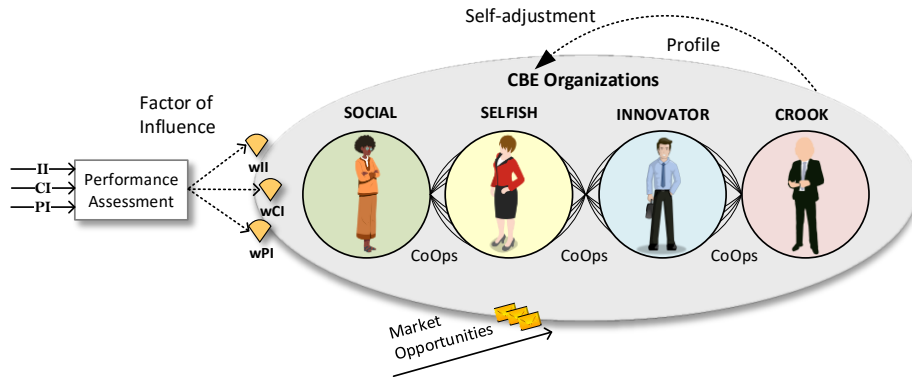 Self-adjustment
Profile
CBE Organizations
Factor of
Influence
SOCIAL
SELFISH
INNOVATOR
CROOK
II
CI
PI
Performance
Assessment
wII
wCI
wPI
CoOps
CoOps
CoOps
Market
Opportunities